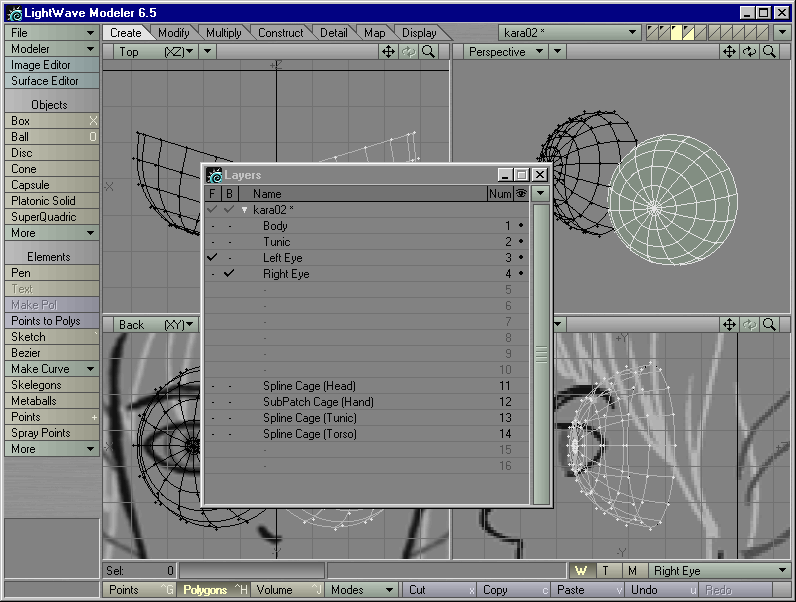 LightWave Modeler 6.5
File
Modeler
Image Editor
Surface Editor
Objects
Box X
Ball O
Disc
Cone
Capsule
Platonic Solid
SuperQuadric
More
Elements
Pen
Text
Make Pol
Points to Polys
Sketch `
Bezier
Make Curve
Skelegons
Metaballs
Points +
Spray Points
More
Create Modify Multiply Construct Detail Map Display kara02 *
Top (XZ)
Perspective
Layers
F B Name Num
kara02 *
Body 1
Tunic 2
Left Eye 3
Right Eye 4
5
6
7
8
9
10
Spline Cage (Head) 11
SubPatch Cage (Hand) 12
Spline Cage (Tunic) 13
Spline Cage (Torso) 14
15
16
Back (XY)
Sel: 0
W T M Right Eye
Points ^G Polygons ^H Volume ^J Modes Cut x Copy c Paste v Undo u Redo